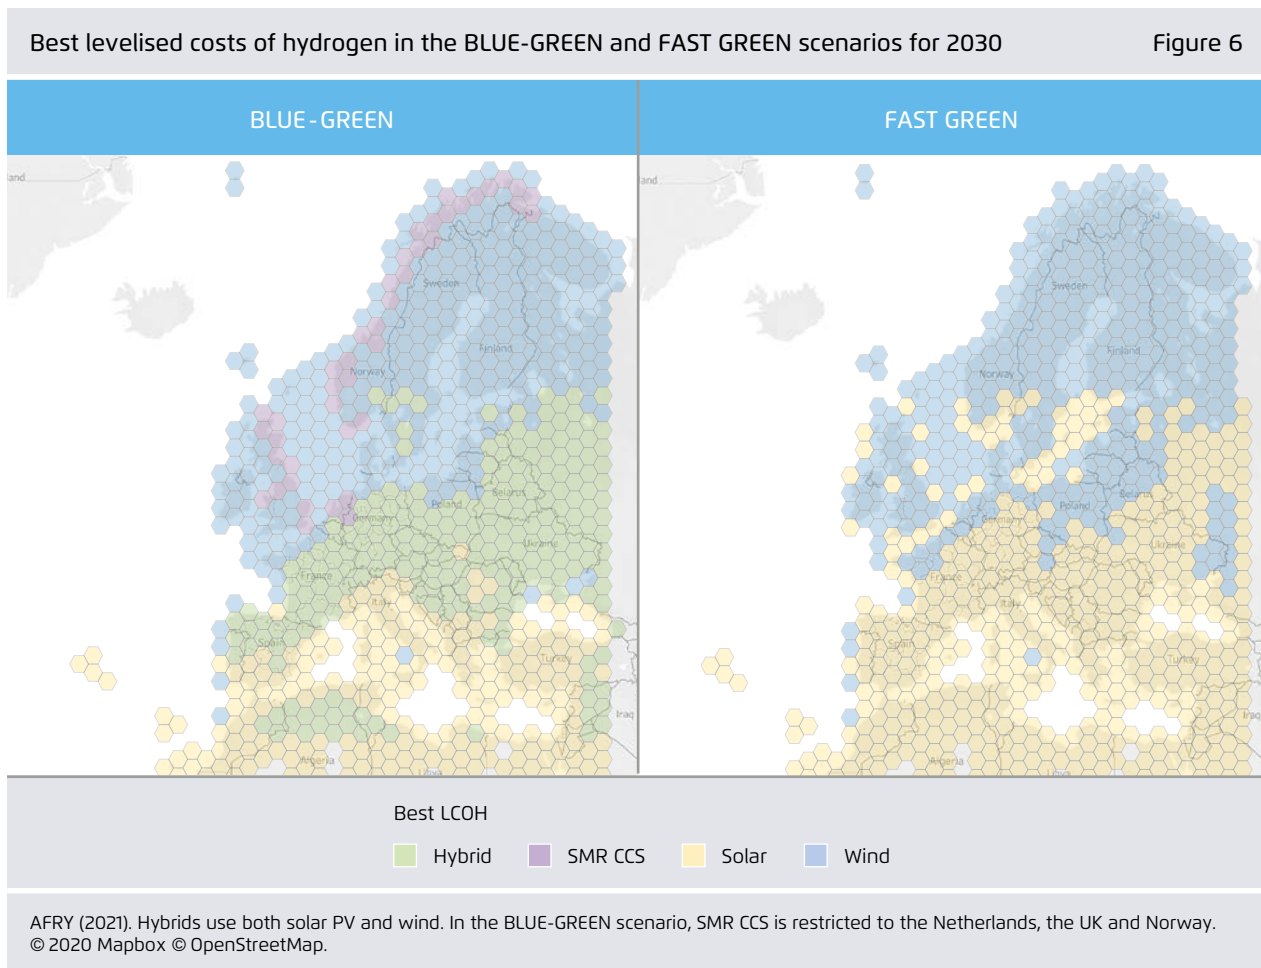 Best levelised costs of hydrogen in the BLUE-GREEN and FAST GREEN scenarios for 2030
Figure 6
BLUE-GREEN
FAST GREEN
land
Sweden
Finland
Norway
Belarus
Poland
Germany
Ukraine
France
Italy
Spain
Turkey
Iraq
Algeria
Libya
land
Sweden
Finland
Norway
Belarus
Poland
Germany
Ukraine
France
Italy
Spain
Turkey
Iraq
Algeria
Libya
Best LCOH
Hybrid
SMR CCS
Solar
Wind
AFRY (2021). Hybrids use both solar PV and wind. In the BLUE-GREEN scenario, SMR CCS is restricted to the Netherlands, the UK and Norway.
© 2020 Mapbox © OpenStreetMap.